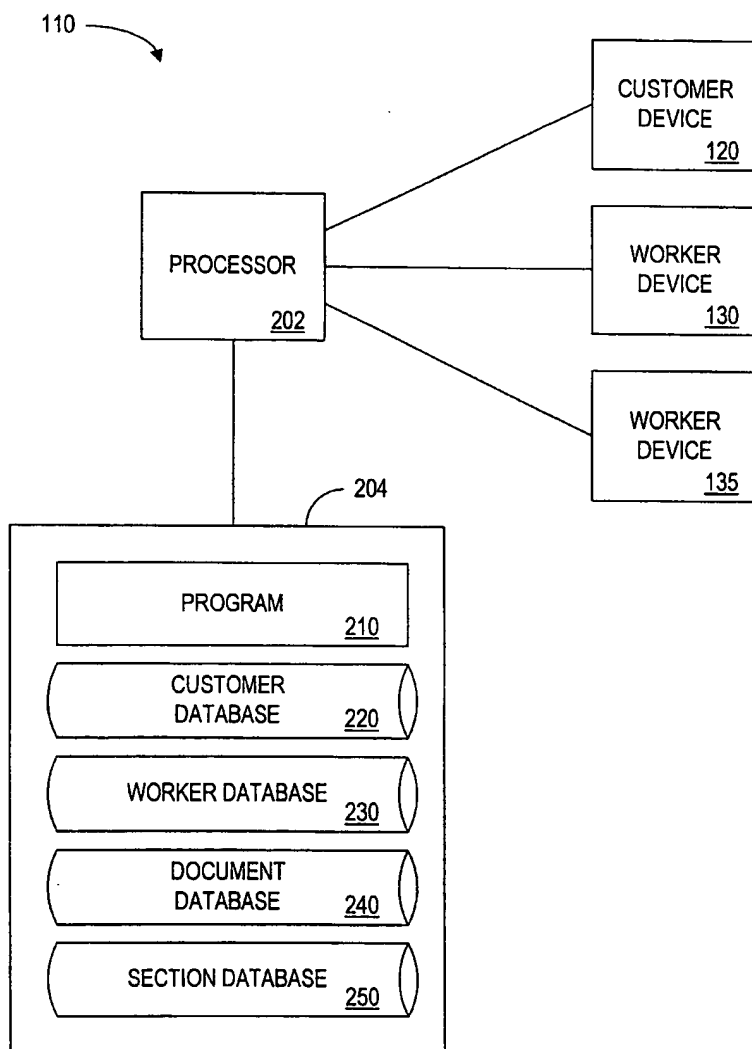 110
CUSTOMER
DEVICE
120
PROCESSOR
202
WORKER
DEVICE
130
WORKER
DEVICE
135
204
PROGRAM
210
CUSTOMER
DATABASE
220
WORKER DATABASE
230
DOCUMENT
DATABASE
240
SECTION DATABASE
250